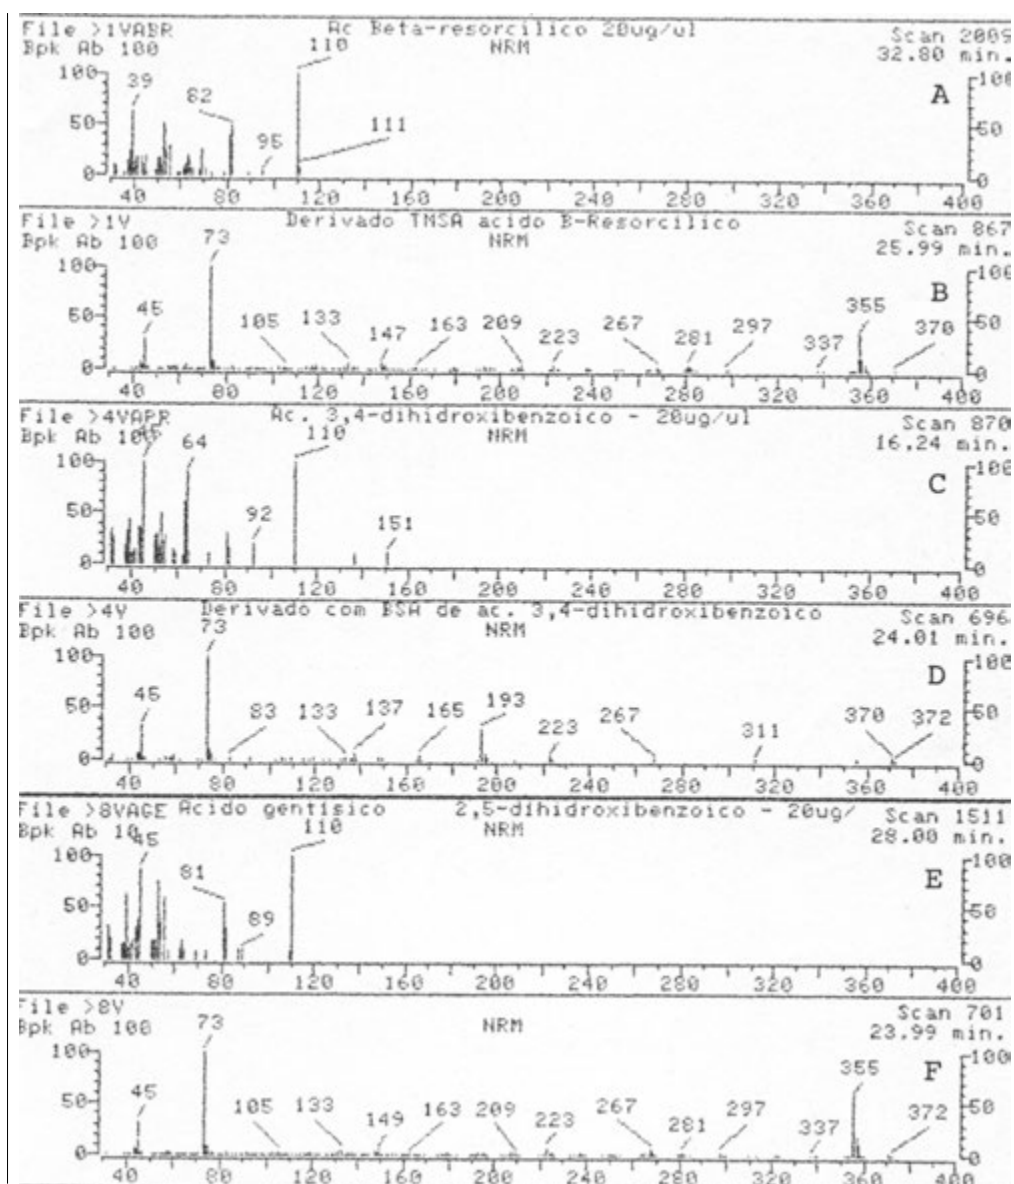 File >1VABR Ac Beta-resorcilico 20ug/ul Scan 2009
Bpk Ab 100 NRM 32.80 min.
110
100 100
39
82
A
50 50
111
95
0 0
40 80 120 160 200 240 280 320 360 400
File >1V Derivado TMSA acido B-Resorcilico Scan 867
Bpk Ab 100 NRM 25.99 min.
73
100 100
B
355
50 50
45
105 133 147 163 209 223 267 281 297 337 370
0 0
40 80 120 160 200 240 280 320 360 400
File >4VAPR Ac. 3,4-dihidroxibenzoico - 20ug/ul Scan 870
Bpk Ab NRM 16.24 min.
45 64 110
100 100
C
50 50
92 151
0 0
40 80 120 160 200 240 280 320 360 400
File >4V Derivado com BSA de ac. 3,4-dihidroxibenzoico Scan 696
Bpk Ab 100 NRM 24.01 min.
73
100 100
D
45 193
50 50
83 133 137 165 223 267 311 370 372
0 0
40 80 120 160 200 240 280 320 360 400
File >8VAGE Acido gentisico 2,5-dihidroxibenzoico - 20ug/ Scan 1511
Bpk Ab 10 NRM 28.00 min.
45 110
100 100
81
E
50 50
89
0 0
40 80 120 160 200 240 280 320 360 400
File >8V Scan 701
Bpk Ab 100 NRM 23.99 min.
73
100 100
355
F
50 50
45
105 133 149 163 209 223 267 281 297 337 372
0 0
40 80 120 160 200 240 280 320 360 400